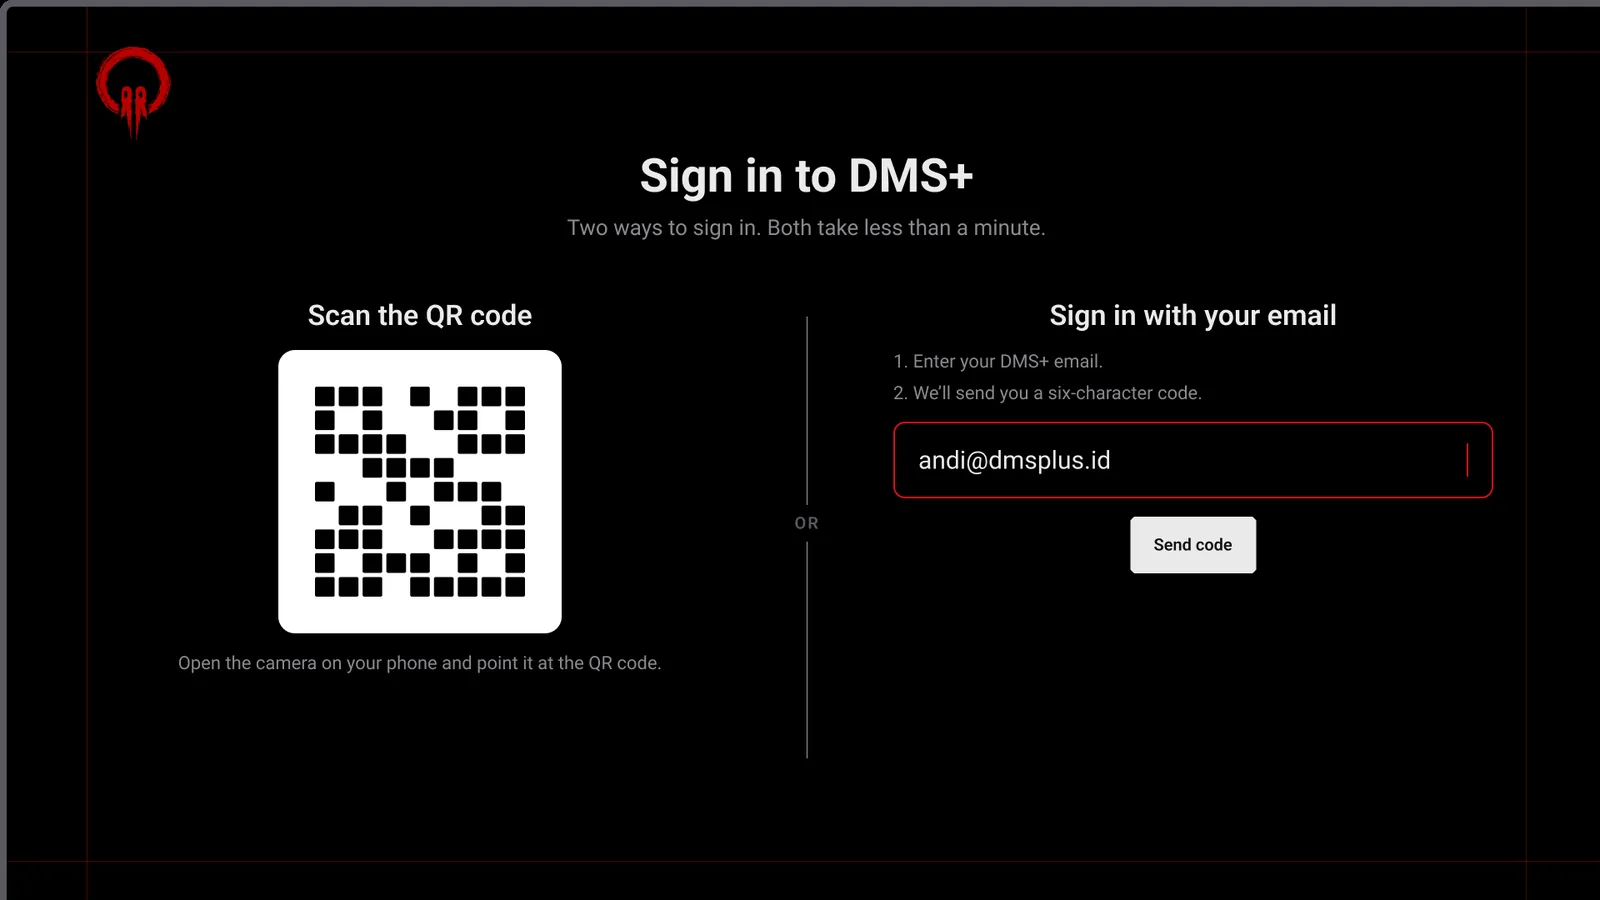 Sign in to DMS+
Two ways to sign in. Both take less than a minute.
Scan the QR code
Open the camera on your phone and point it at the QR code.
OR
Sign in with your email
1. Enter your DMS+ email.
2. We’ll send you a six-character code.
andi@dmsplus.id
Send code